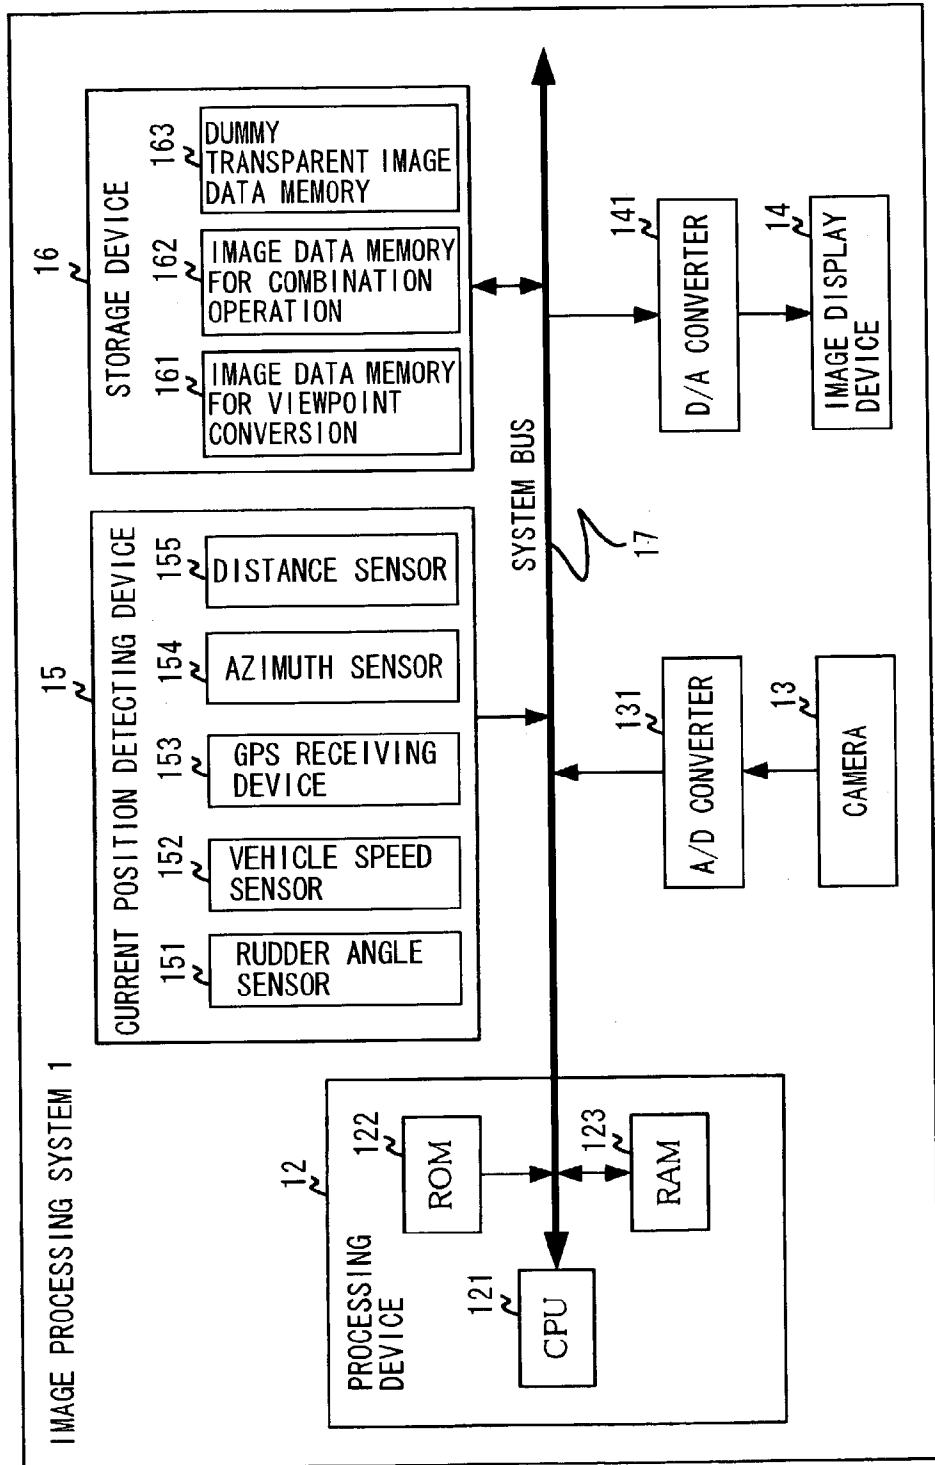 IMAGE PROCESSING SYSTEM 1
12
PROCESSING
DEVICE
121
CPU
122
ROM
123
RAM
15
CURRENT POSITION DETECTING DEVICE
151
RUDDER ANGLE
SENSOR
152
VEHICLE SPEED
SENSOR
153
GPS RECEIVING
DEVICE
154
AZIMUTH SENSOR
155
DISTANCE SENSOR
16
STORAGE DEVICE
161
IMAGE DATA MEMORY
FOR VIEWPOINT
CONVERSION
162
IMAGE DATA MEMORY
FOR COMBINATION
OPERATION
163
DUMMY
TRANSPARENT IMAGE
DATA MEMORY
SYSTEM BUS
17
131
A/D CONVERTER
13
CAMERA
141
D/A CONVERTER
14
IMAGE DISPLAY
DEVICE